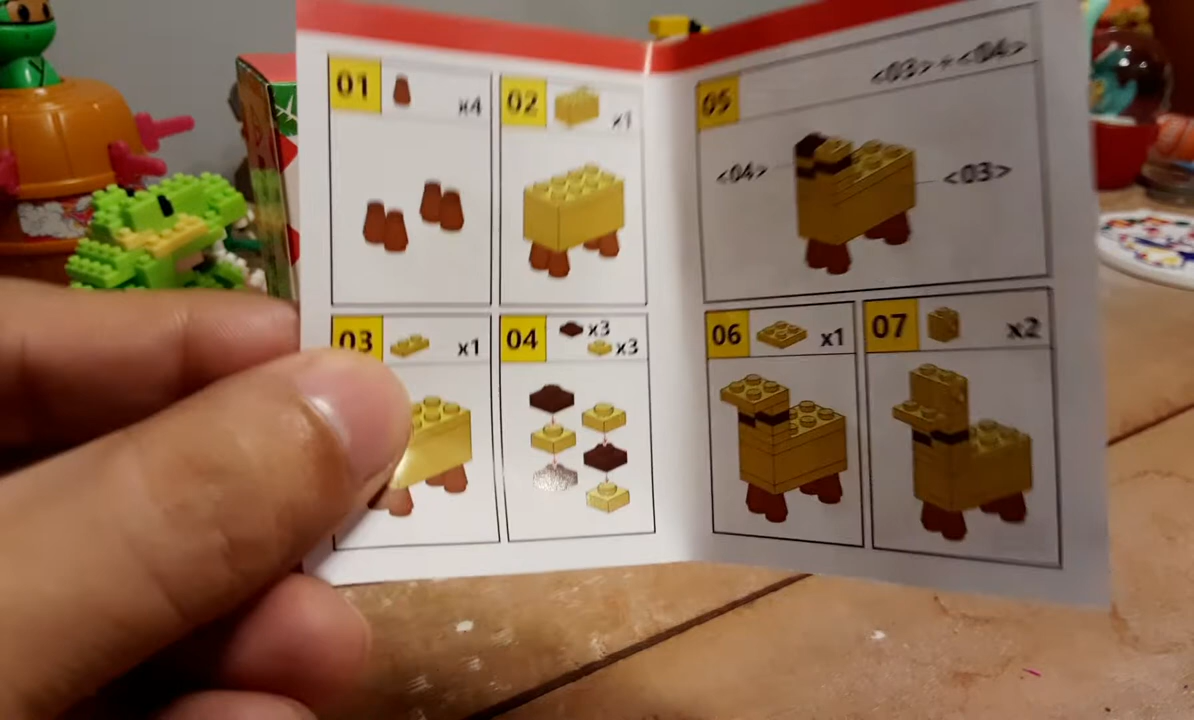 01 x4
02 x1
03 x1
04 x3
x3
<03>+<04>
05
<04> <03>
06 x1
07 x2